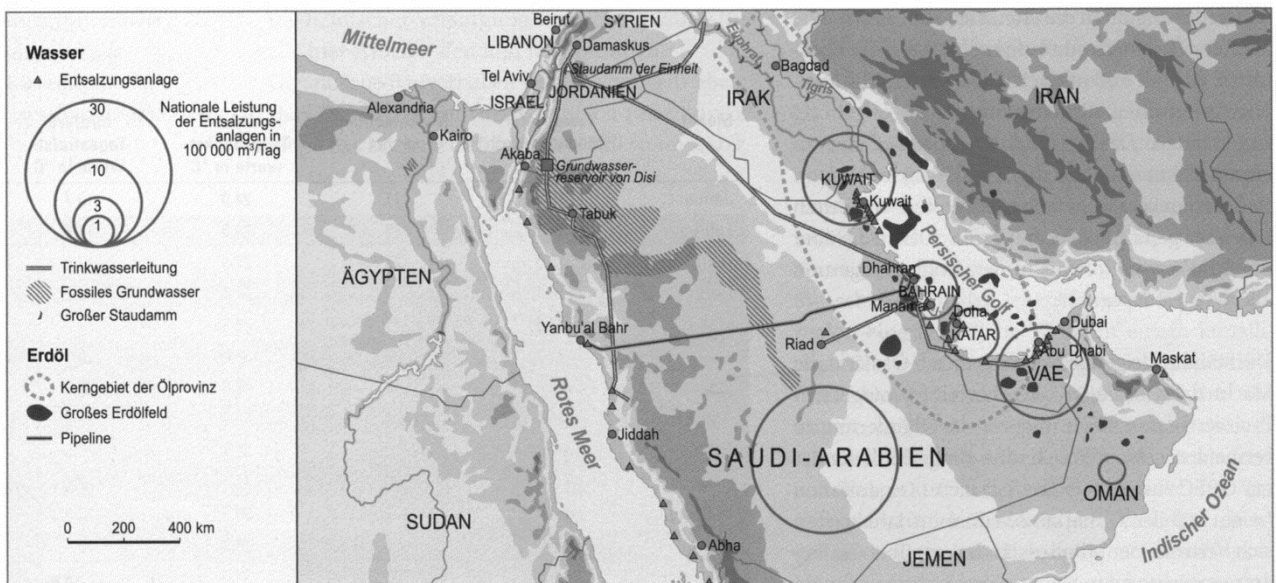 Wasser
Entsalzungsanlage
30
10
3
1
Nationale Leistung
der Entsalzungs-
anlagen in
100 000 m³/Tag
Trinkwasserleitung
Fossiles Grundwasser
Großer Staudamm
Erdöl
Kerngebiet der Ölprovinz
Großes Erdölfeld
Pipeline
0 200 400 km
Mittelmeer
Beirut
SYRIEN
LIBANON
Damaskus
Staudamm der Einheit
Tel Aviv
JORDANIEN
ISRAEL
Alexandria
Kairo
Nil
Akaba
Grundwasser-
reservoir von Disi
Tabuk
Euphrat
Bagdad
Tigris
IRAK
IRAN
KUWAIT
Kuwait
Persischer Golf
Dhahran
BAHRAIN
Manama
Doha
KATAR
Dubai
Abu Dhabi
VAE
Maskat
ÄGYPTEN
Yanbu'al Bahr
Riad
Rotes Meer
Jiddah
SAUDI-ARABIEN
OMAN
SUDAN
Abha
JEMEN
Indischer Ozean